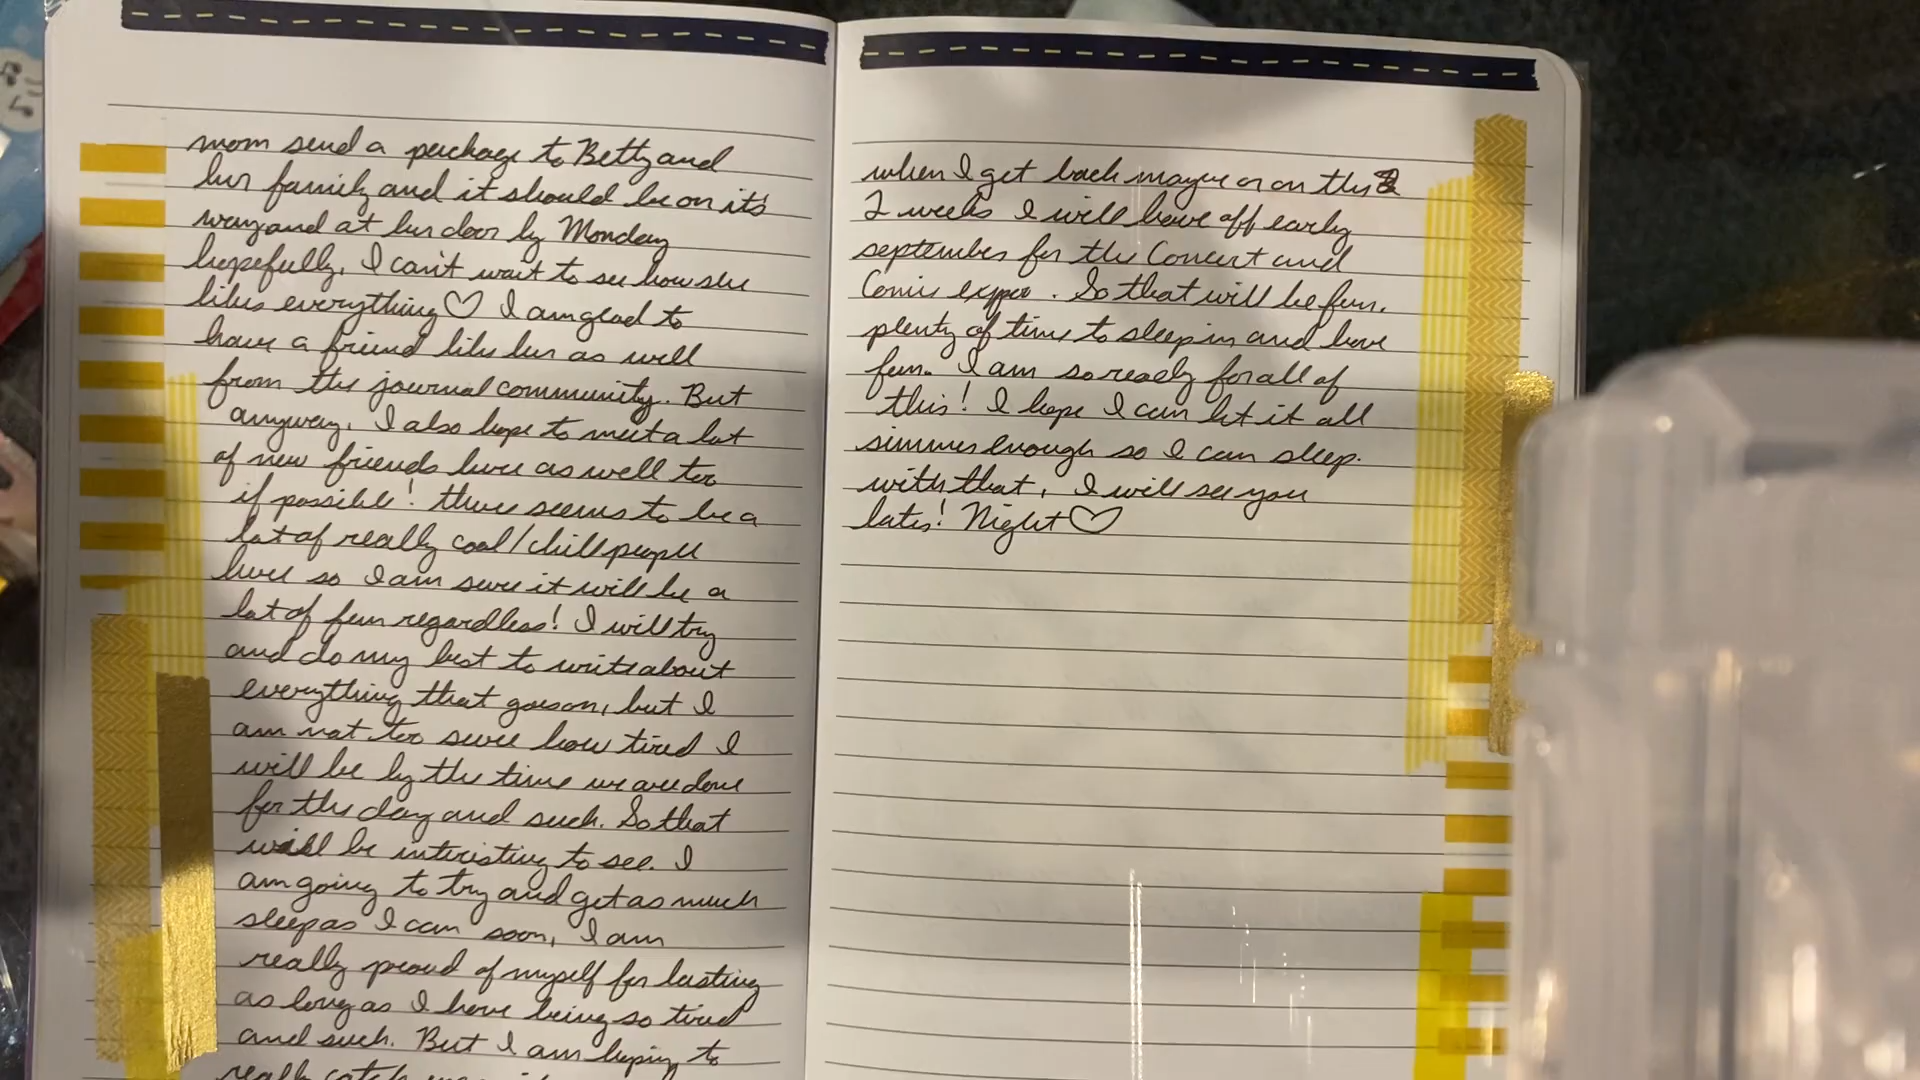 mom send a package to Betty and
her family and it should be on it's
way and at her door by Monday
hopefully. I can't wait to see how she
likes everything♡ I am glad to
have a friend like her as well
from the journal community. But
anyway, I also hope to meet a lot
of new friends here as well too
if possible! there seems to be a
lot of really cool/chill people
here so I am sure it will be a
lot of fun regardless! I will try
and do my best to write about
everything that goes on, but I
am not too sure how tired I
will be by the time we are done
for the day and such. So that
will be interesting to see. I
am going to try and get as much
sleep as I can soon, I am
really proud of myself for lasting
as long as I have being so tired
and such. But I am hoping to
really catch
when I get back or on the
2 weeks I will have off early
september for the Concert and
Comic expo. So that will be fun.
plenty of time to sleep in and have
fun. I am so ready for all of
this! I hope I can let it all
simmer enough so I can sleep.
with that, I will see you
later! Night♡